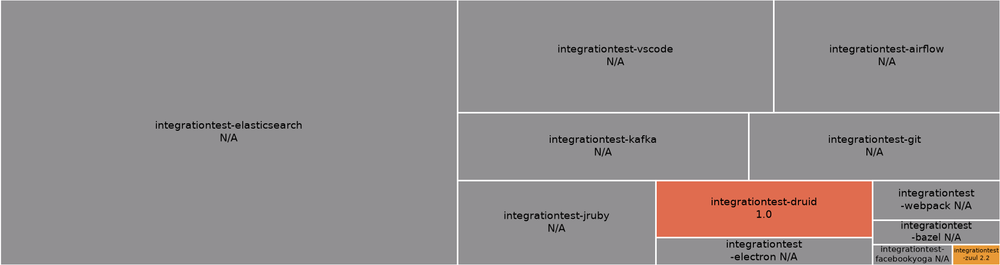 integrationtest-elasticsearch
N/A
integrationtest-vscode
N/A
integrationtest-airflow
N/A
integrationtest-kafka
N/A
integrationtest-git
N/A
integrationtest-jruby
N/A
integrationtest-druid
1.0
integrationtest
-electron N/A
integrationtest
-webpack N/A
integrationtest
-bazel N/A
integrationtest-
facebookyoga N/A
integrationtest
-zuul 2.2